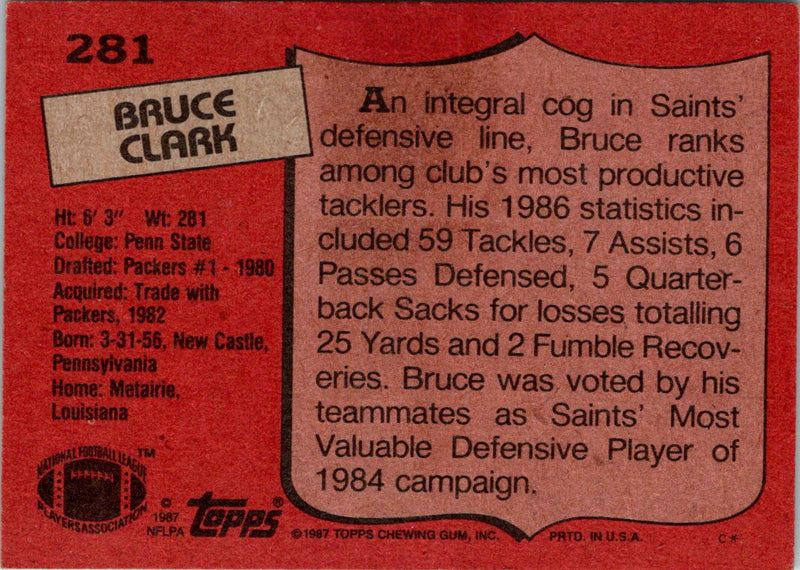 281
BRUCE
CLARK
Ht: 6' 3" Wt: 281
College: Penn State
Drafted: Packers #1 - 1980
Acquired: Trade with
Packers, 1982
Born: 3-31-56, New Castle,
Pennsylvania
Home: Metairie,
Louisiana
An integral cog in Saints'
defensive line, Bruce ranks
among club's most productive
tacklers. His 1986 statistics in-
cluded 59 Tackles, 7 Assists, 6
Passes Defensed, 5 Quarter-
back Sacks for losses totalling
25 Yards and 2 Fumble Recov-
eries. Bruce was voted by his
teammates as Saints' Most
Valuable Defensive Player of
1984 campaign.
NATIONAL FOOTBALL LEAGUE ™
PLAYERS ASSOCIATION
© 1987
NFLPA
topps®
©1987 TOPPS CHEWING GUM, INC. PRTD. IN U.S.A. C*